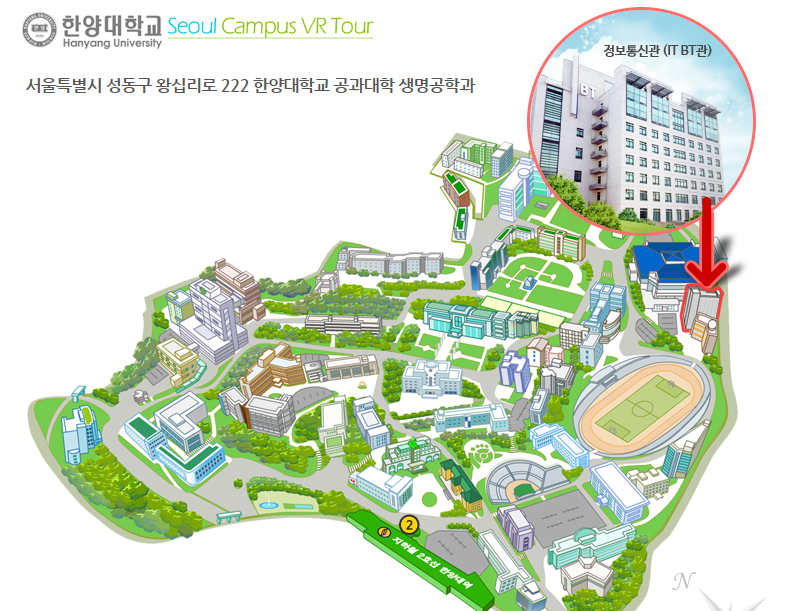 한양대학교 Seoul Campus VR Tour
Hanyang University
정보통신관 (IT BT관)
서울특별시 성동구 왕십리로 222 한양대학교 공과대학 생명공학과
BT
2
지하철 2호선 한양대역
N